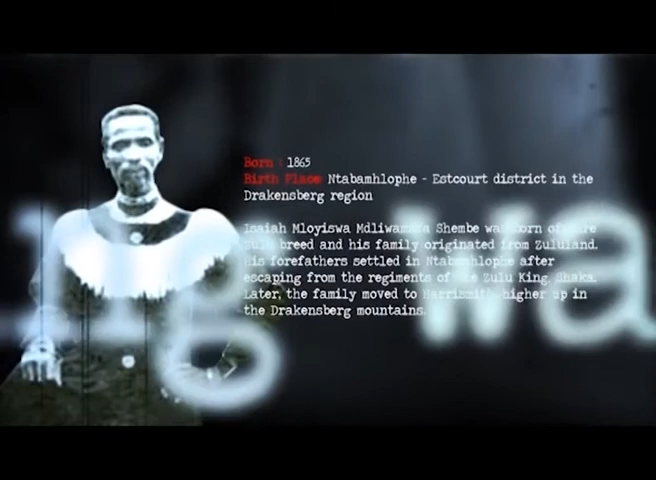 Born : 1865
Birth Place Ntabamhlophe - Estcourt district in the
Drakensberg region
Isaiah Mloyiswa Mdliwamafa Shembe was born of pure
Zulu breed and his family originated from Zululand.
His forefathers settled in Ntabamhlophe after
escaping from the regiments of the Zulu King, Shaka.
Later, the family moved to Harrismith, higher up in
the Drakensberg mountains.
g wa